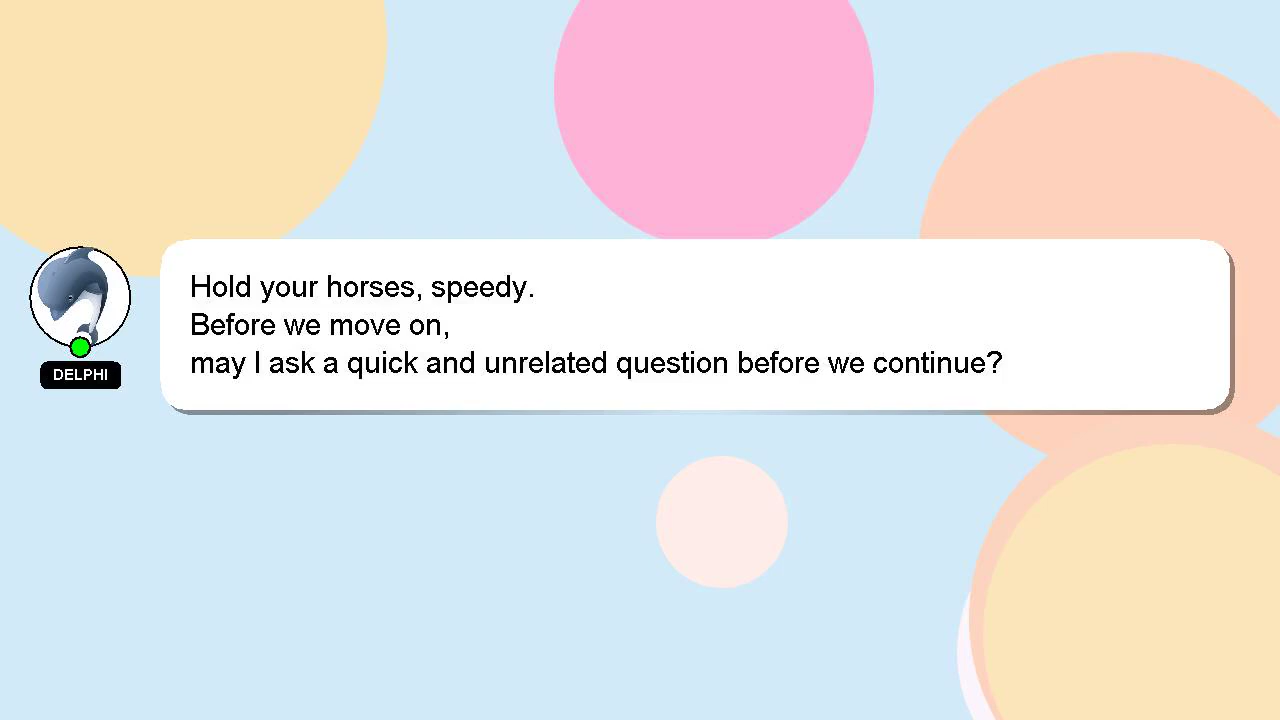 Hold your horses, speedy.
Before we move on,
may I ask a quick and unrelated question before we continue?
DELPHI